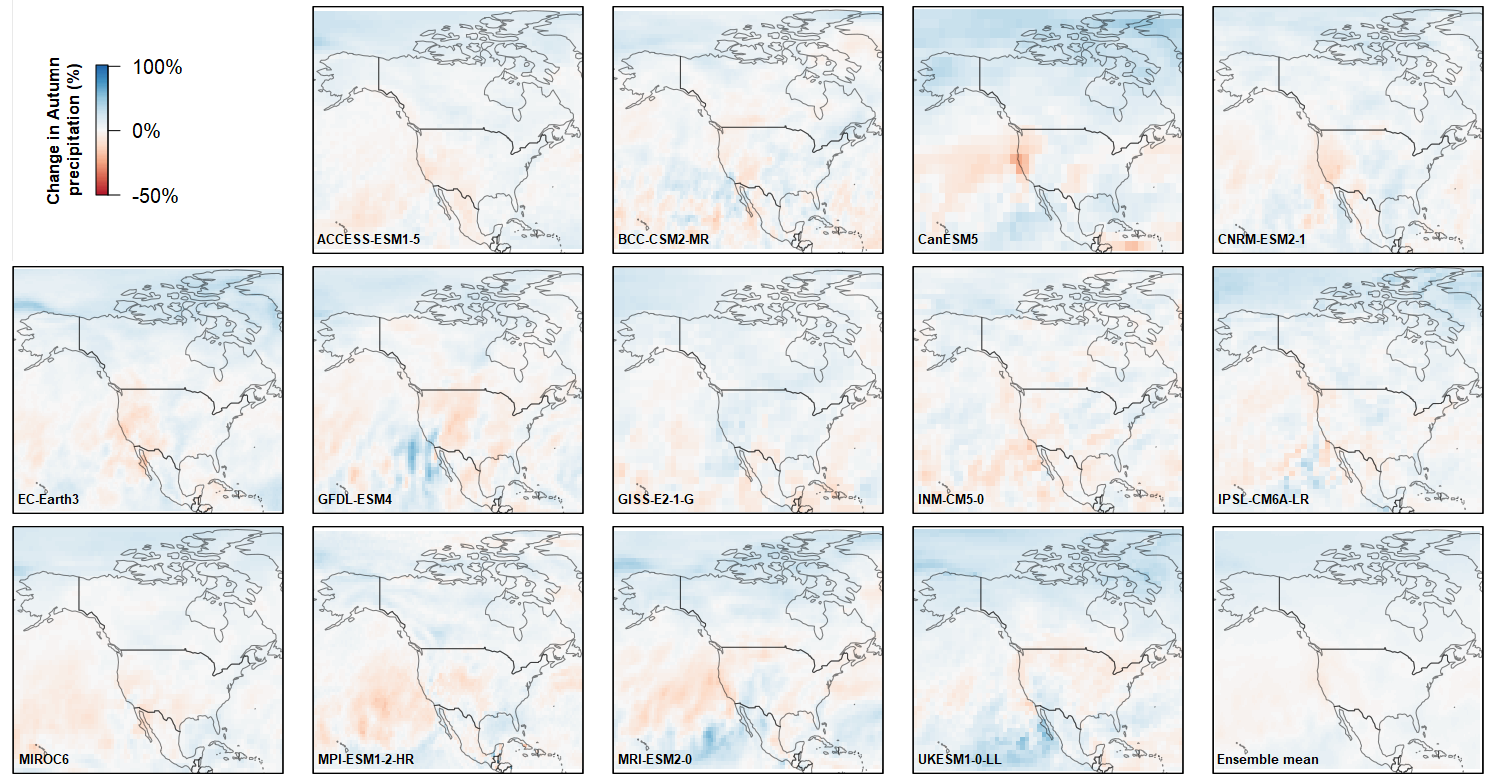 Change in Autumn
precipitation (%)
100%
0%
-50%
ACCESS-ESM1-5
BCC-CSM2-MR
CanESM5
CNRM-ESM2-1
EC-Earth3
GFDL-ESM4
GISS-E2-1-G
INM-CM5-0
IPSL-CM6A-LR
MIROC6
MPI-ESM1-2-HR
MRI-ESM2-0
UKESM1-0-LL
Ensemble mean